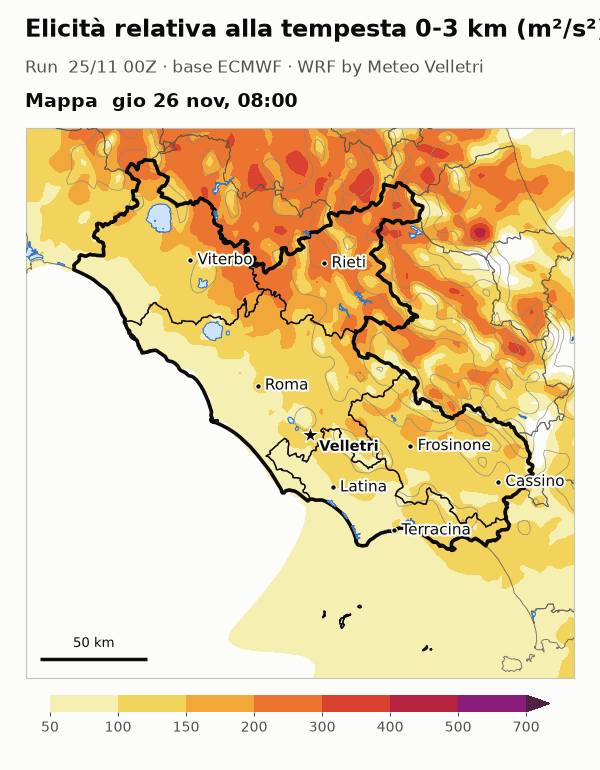 Elicità relativa alla tempesta 0-3 km (m²/s²)
Run 25/11 00Z · base ECMWF · WRF by Meteo Velletri
Mappa gio 26 nov, 08:00
Viterbo
Rieti
Roma
Velletri
Frosinone
Cassino
Latina
Terracina
50 km
50 100 150 200 300 400 500 700